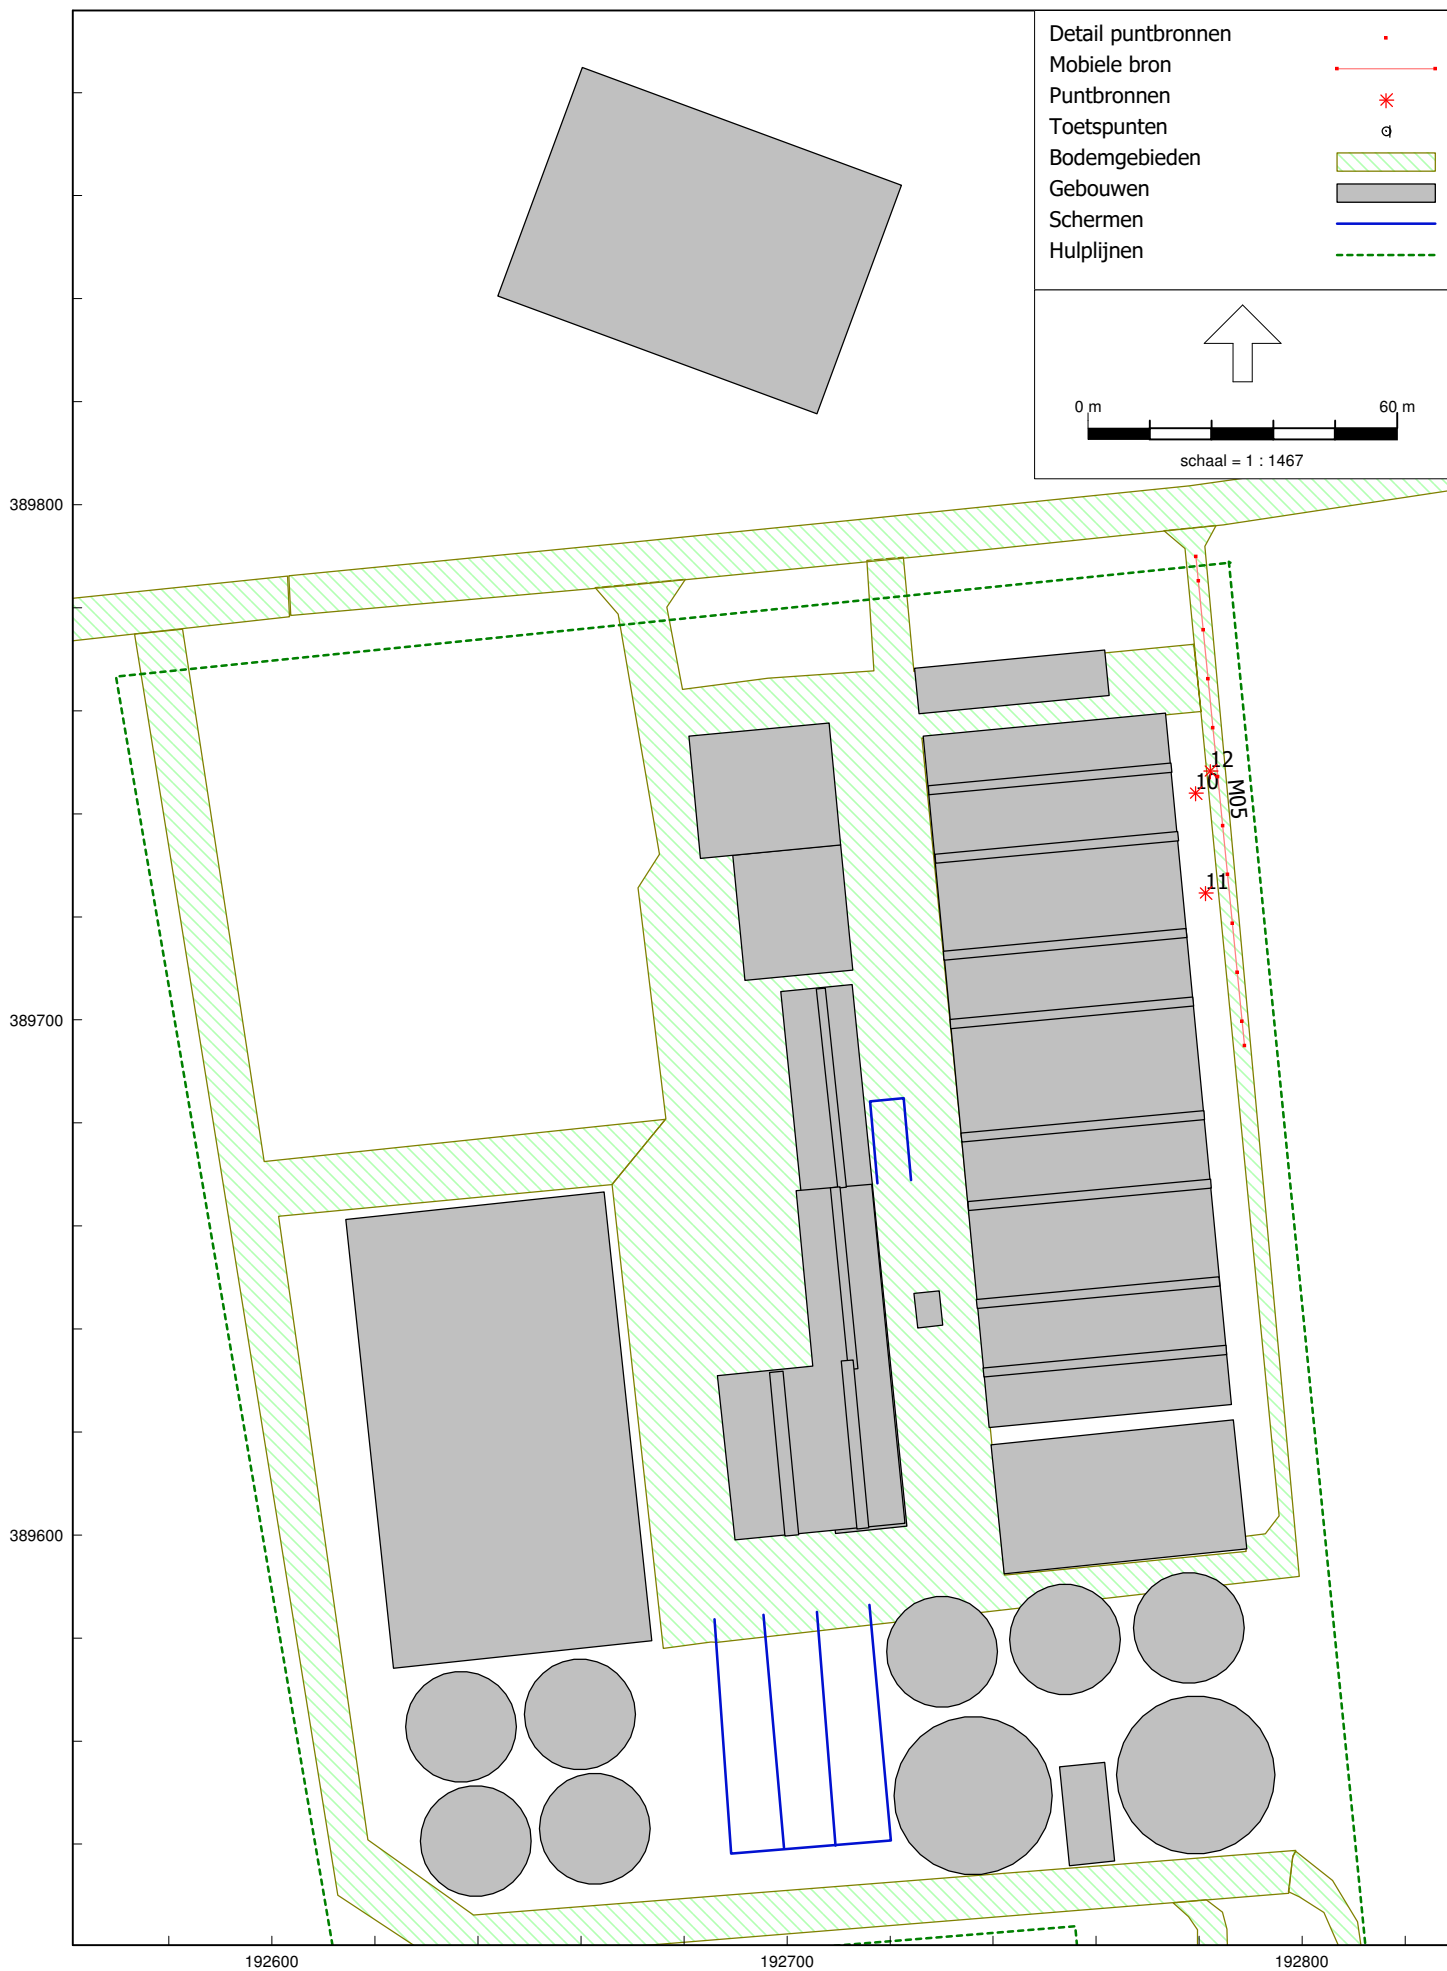 Detail puntbronnen
Mobiele bron
Puntbronnen
Toetspunten
Bodemgebieden
Gebouwen
Schermen
Hulplijnen
0 m 60 m
schaal = 1 : 1467
389800
12
10
M05
11
389700
389600
192600 192700 192800